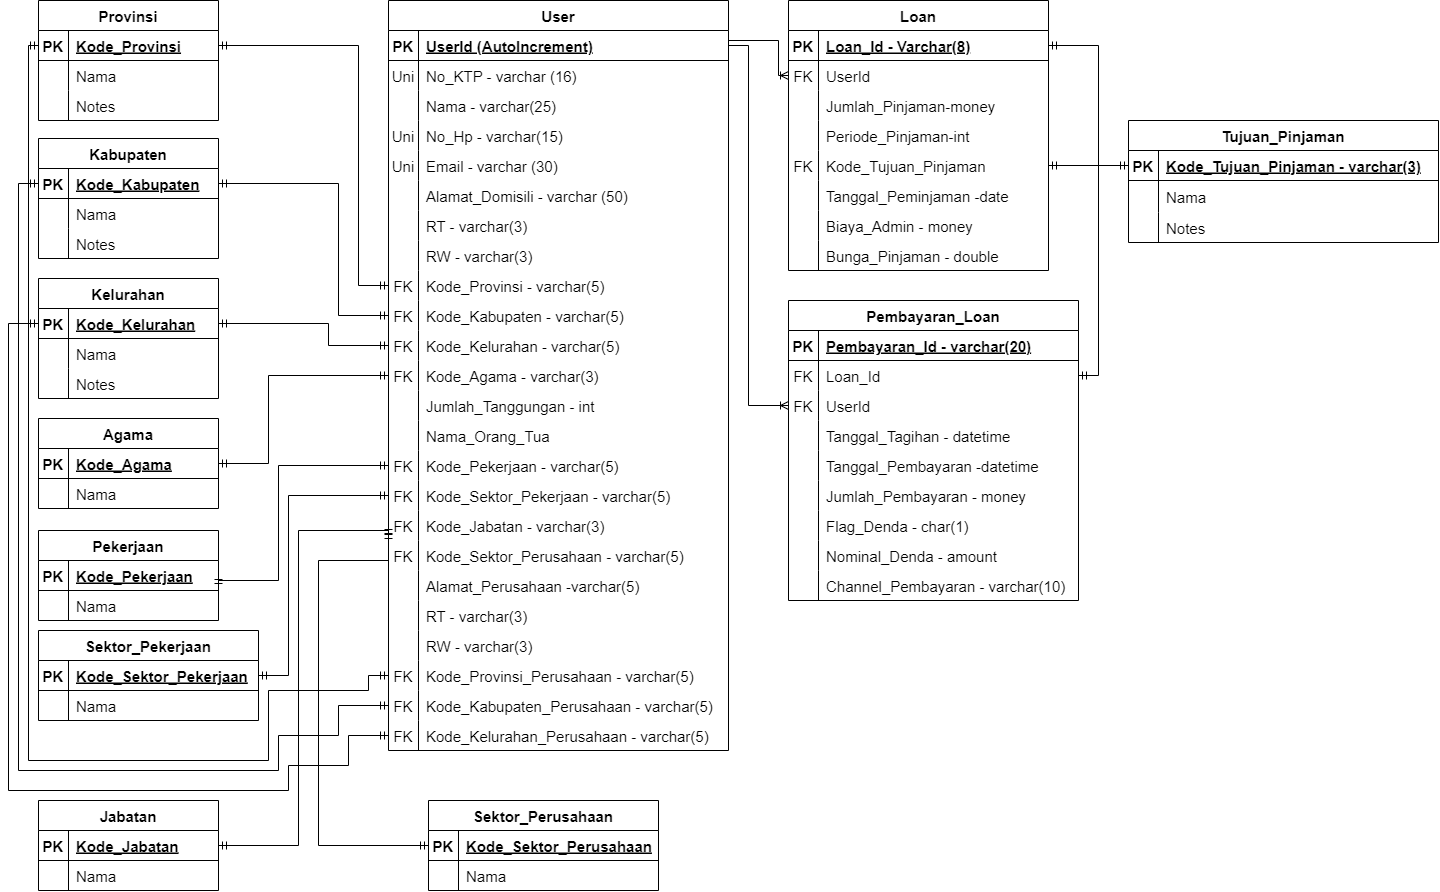 Provinsi
PK Kode_Provinsi
Nama
Notes
Kabupaten
PK Kode_Kabupaten
Nama
Notes
Kelurahan
PK Kode_Kelurahan
Nama
Notes
Agama
PK Kode_Agama
Nama
Pekerjaan
PK Kode_Pekerjaan
Nama
Sektor_Pekerjaan
PK Kode_Sektor_Pekerjaan
Nama
Jabatan
PK Kode_Jabatan
Nama
User
PK UserId (AutoIncrement)
Uni No_KTP - varchar (16)
Nama - varchar(25)
Uni No_Hp - varchar(15)
Uni Email - varchar (30)
Alamat_Domisili - varchar (50)
RT - varchar(3)
RW - varchar(3)
FK Kode_Provinsi - varchar(5)
FK Kode_Kabupaten - varchar(5)
FK Kode_Kelurahan - varchar(5)
FK Kode_Agama - varchar(3)
Jumlah_Tanggungan - int
Nama_Orang_Tua
FK Kode_Pekerjaan - varchar(5)
FK Kode_Sektor_Pekerjaan - varchar(5)
FK Kode_Jabatan - varchar(3)
FK Kode_Sektor_Perusahaan - varchar(5)
Alamat_Perusahaan -varchar(5)
RT - varchar(3)
RW - varchar(3)
FK Kode_Provinsi_Perusahaan - varchar(5)
FK Kode_Kabupaten_Perusahaan - varchar(5)
FK Kode_Kelurahan_Perusahaan - varchar(5)
Sektor_Perusahaan
PK Kode_Sektor_Perusahaan
Nama
Loan
PK Loan_Id - Varchar(8)
FK UserId
Jumlah_Pinjaman-money
Periode_Pinjaman-int
FK Kode_Tujuan_Pinjaman
Tanggal_Peminjaman -date
Biaya_Admin - money
Bunga_Pinjaman - double
Pembayaran_Loan
PK Pembayaran_Id - varchar(20)
FK Loan_Id
FK UserId
Tanggal_Tagihan - datetime
Tanggal_Pembayaran -datetime
Jumlah_Pembayaran - money
Flag_Denda - char(1)
Nominal_Denda - amount
Channel_Pembayaran - varchar(10)
Tujuan_Pinjaman
PK Kode_Tujuan_Pinjaman - varchar(3)
Nama
Notes